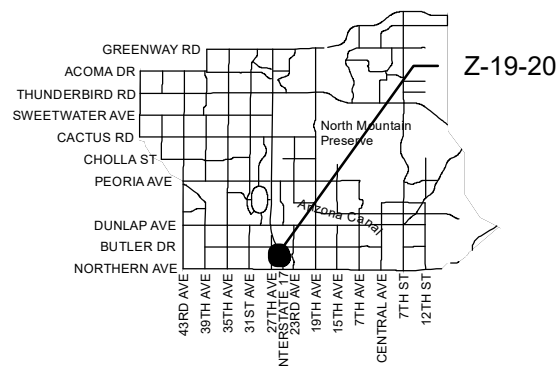 GREENWAY RD
Z-19-20
ACOMA DR
THUNDERBIRD RD
SWEETWATER AVE
North Mountain
Preserve
CACTUS RD
CHOLLA ST
PEORIA AVE
Arizona Canal
DUNLAP AVE
BUTLER DR
NORTHERN AVE
43RD AVE
39TH AVE
35TH AVE
31ST AVE
27TH AVE
NTERSTATE 17
23RD AVE
19TH AVE
15TH AVE
7TH AVE
CENTRAL AVE
7TH ST
12TH ST